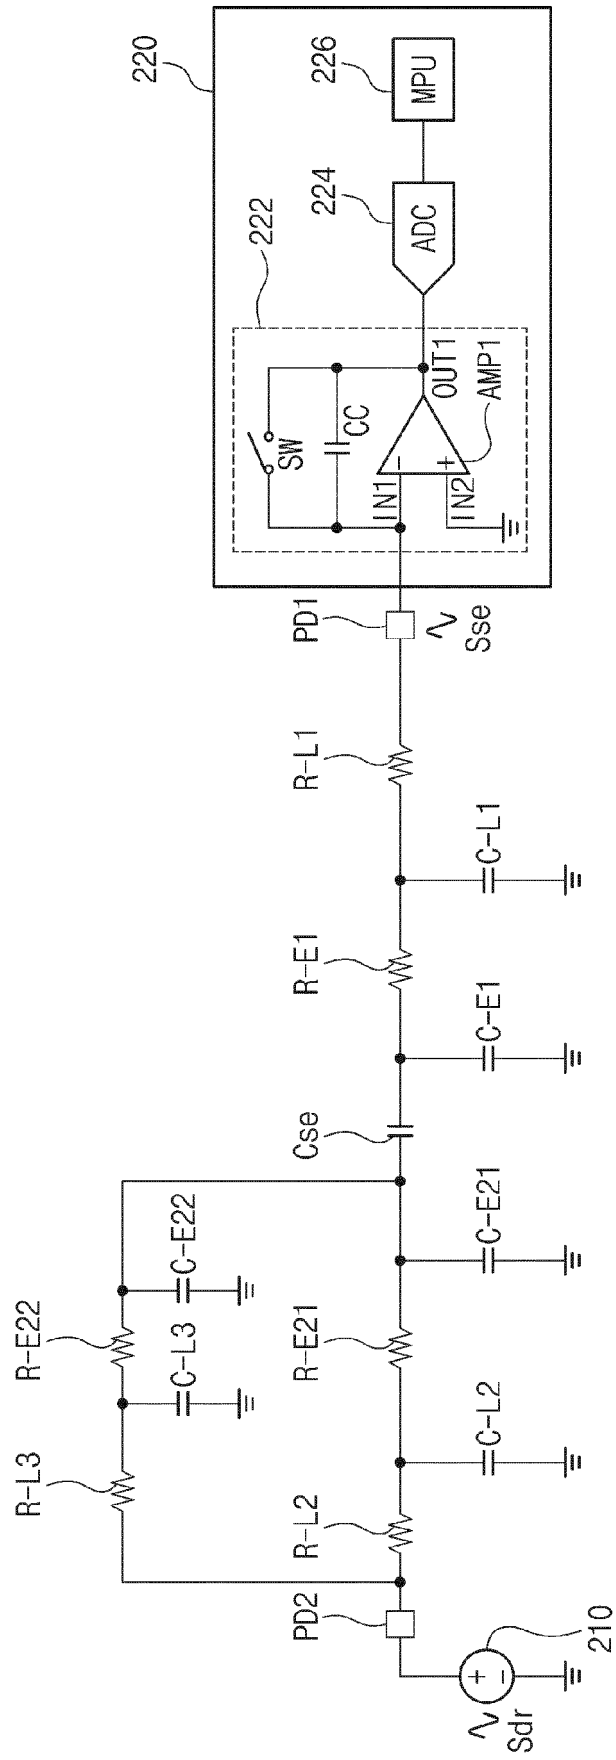 220
222
224
226
SW
CC
IN1
IN2
OUT1
AMP1
ADC
MPU
PD1
Sse
R-L1
C-L1
R-E1
C-E1
Cse
R-E22
C-E22
R-L3
C-L3
R-E21
C-E21
R-L2
C-L2
PD2
Sdr
210